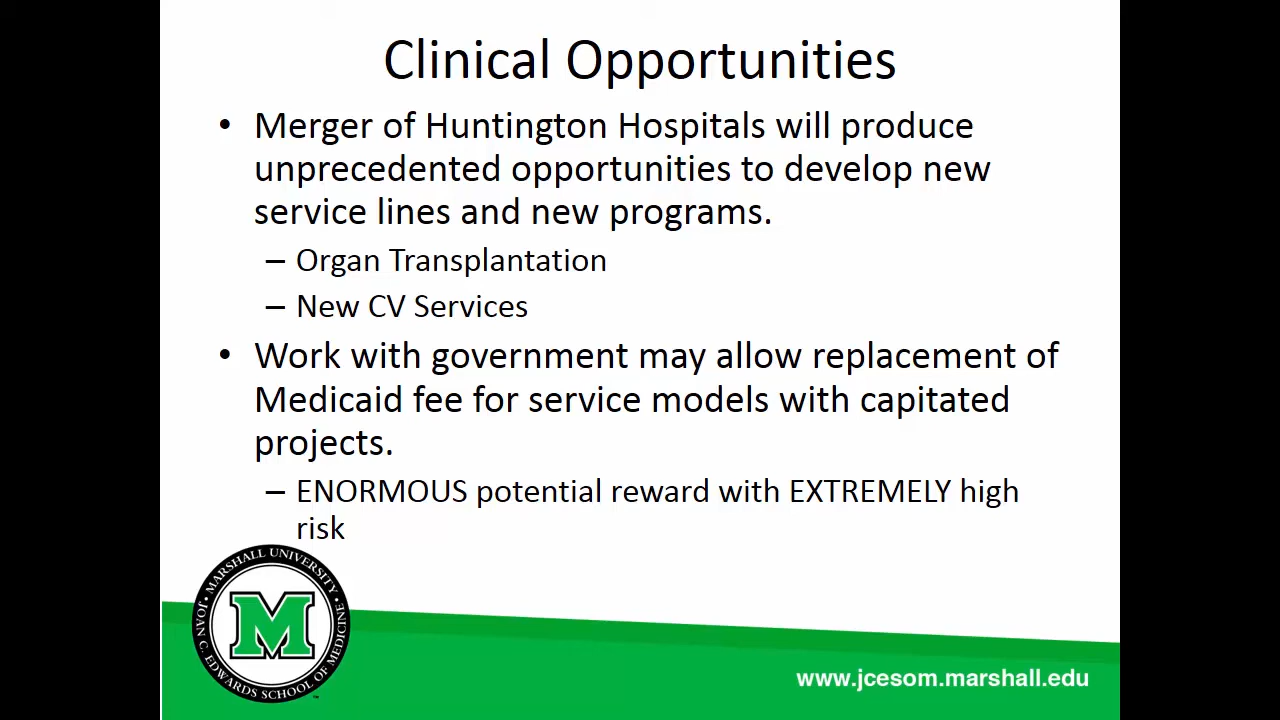 Clinical Opportunities
• Merger of Huntington Hospitals will produce
unprecedented opportunities to develop new
service lines and new programs.
– Organ Transplantation
– New CV Services
• Work with government may allow replacement of
Medicaid fee for service models with capitated
projects.
– ENORMOUS potential reward with EXTREMELY high
risk
MARSHALL UNIVERSITY
JOAN C. EDWARDS SCHOOL OF MEDICINE
M
™
www.jcesom.marshall.edu